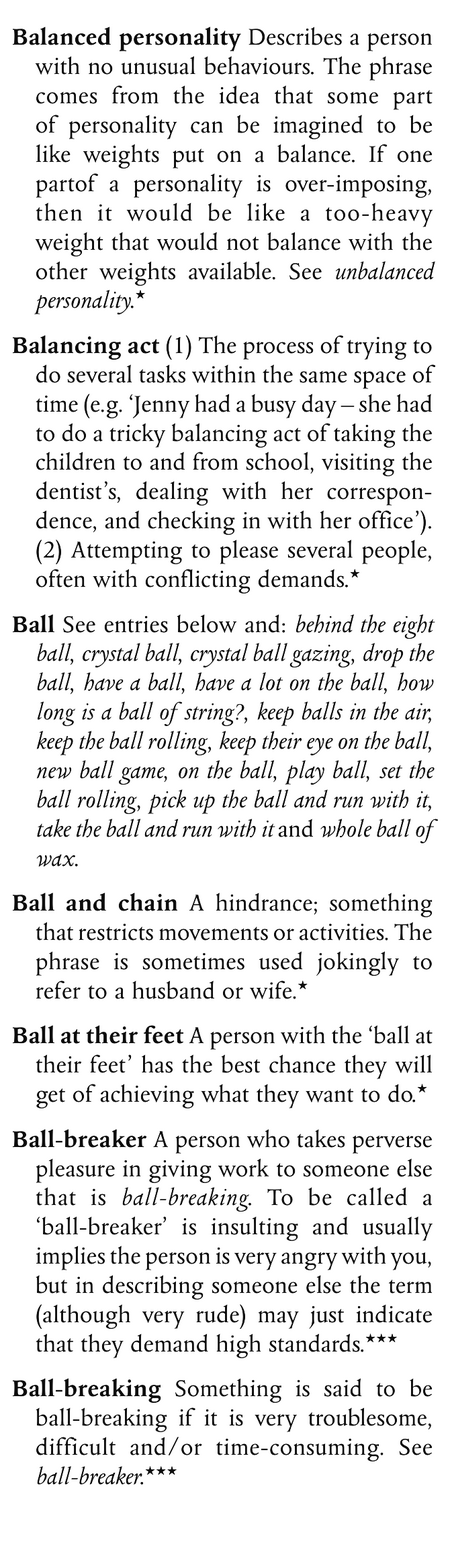 Balanced personality Describes a person
with no unusual behaviours. The phrase
comes from the idea that some part
of personality can be imagined to be
like weights put on a balance. If one
partof a personality is over-imposing,
then it would be like a too-heavy
weight that would not balance with the
other weights available. See unbalanced
personality.★
Balancing act (1) The process of trying to
do several tasks within the same space of
time (e.g. ‘Jenny had a busy day – she had
to do a tricky balancing act of taking the
children to and from school, visiting the
dentist’s, dealing with her correspon-
dence, and checking in with her office’).
(2) Attempting to please several people,
often with conflicting demands.★
Ball See entries below and: behind the eight
ball, crystal ball, crystal ball gazing, drop the
ball, have a ball, have a lot on the ball, how
long is a ball of string?, keep balls in the air,
keep the ball rolling, keep their eye on the ball,
new ball game, on the ball, play ball, set the
ball rolling, pick up the ball and run with it,
take the ball and run with it and whole ball of
wax.
Ball and chain A hindrance; something
that restricts movements or activities. The
phrase is sometimes used jokingly to
refer to a husband or wife.★
Ball at their feet A person with the ‘ball at
their feet’ has the best chance they will
get of achieving what they want to do.★
Ball-breaker A person who takes perverse
pleasure in giving work to someone else
that is ball-breaking. To be called a
‘ball-breaker’ is insulting and usually
implies the person is very angry with you,
but in describing someone else the term
(although very rude) may just indicate
that they demand high standards.★★★
Ball-breaking Something is said to be
ball-breaking if it is very troublesome,
difficult and/or time-consuming. See
ball-breaker.★★★